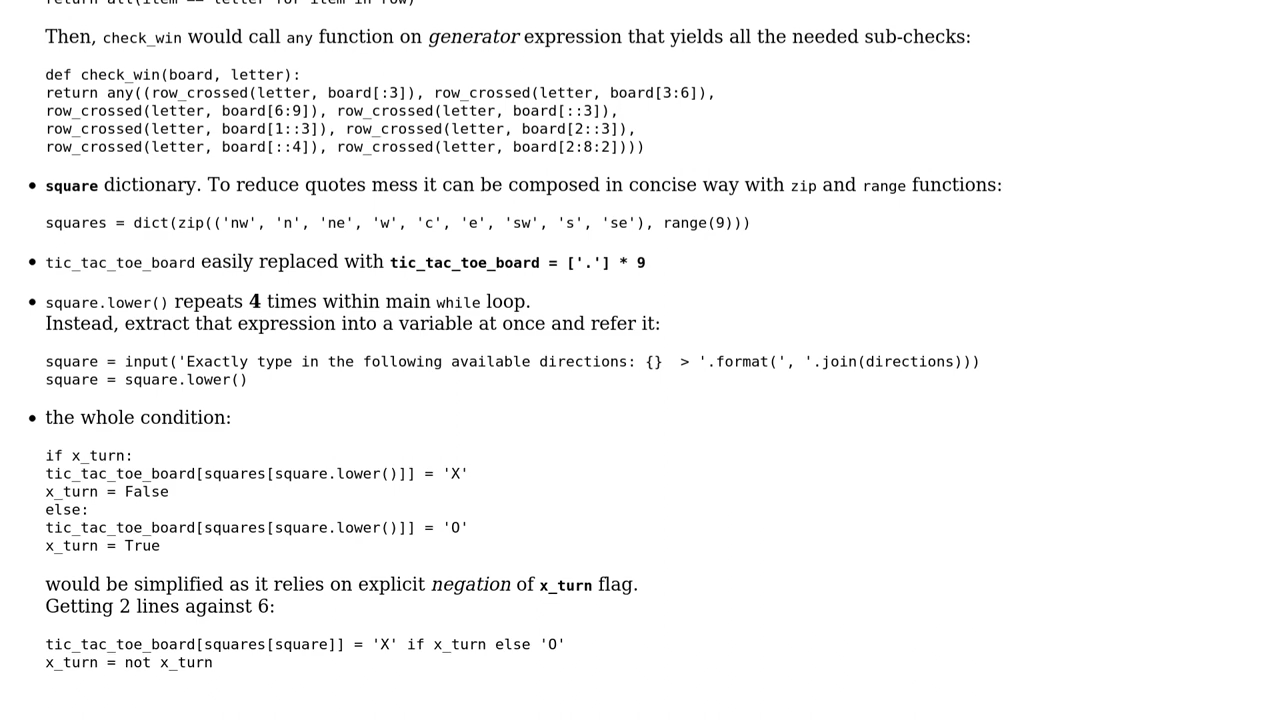 return all(item == letter for item in row)
Then, check_win would call any function on generator expression that yields all the needed sub-checks:
def check_win(board, letter):
return any((row_crossed(letter, board[:3]), row_crossed(letter, board[3:6]),
row_crossed(letter, board[6:9]), row_crossed(letter, board[::3]),
row_crossed(letter, board[1::3]), row_crossed(letter, board[2::3]),
row_crossed(letter, board[::4]), row_crossed(letter, board[2:8:2])))
• square dictionary. To reduce quotes mess it can be composed in concise way with zip and range functions:
squares = dict(zip(('nw', 'n', 'ne', 'w', 'c', 'e', 'sw', 's', 'se'), range(9)))
• tic_tac_toe_board easily replaced with tic_tac_toe_board = ['.'] * 9
• square.lower() repeats 4 times within main while loop.
Instead, extract that expression into a variable at once and refer it:
square = input('Exactly type in the following available directions: {}  > '.format(', '.join(directions)))
square = square.lower()
• the whole condition:
if x_turn:
tic_tac_toe_board[squares[square.lower()]] = 'X'
x_turn = False
else:
tic_tac_toe_board[squares[square.lower()]] = 'O'
x_turn = True
would be simplified as it relies on explicit negation of x_turn flag.
Getting 2 lines against 6:
tic_tac_toe_board[squares[square]] = 'X' if x_turn else 'O'
x_turn = not x_turn